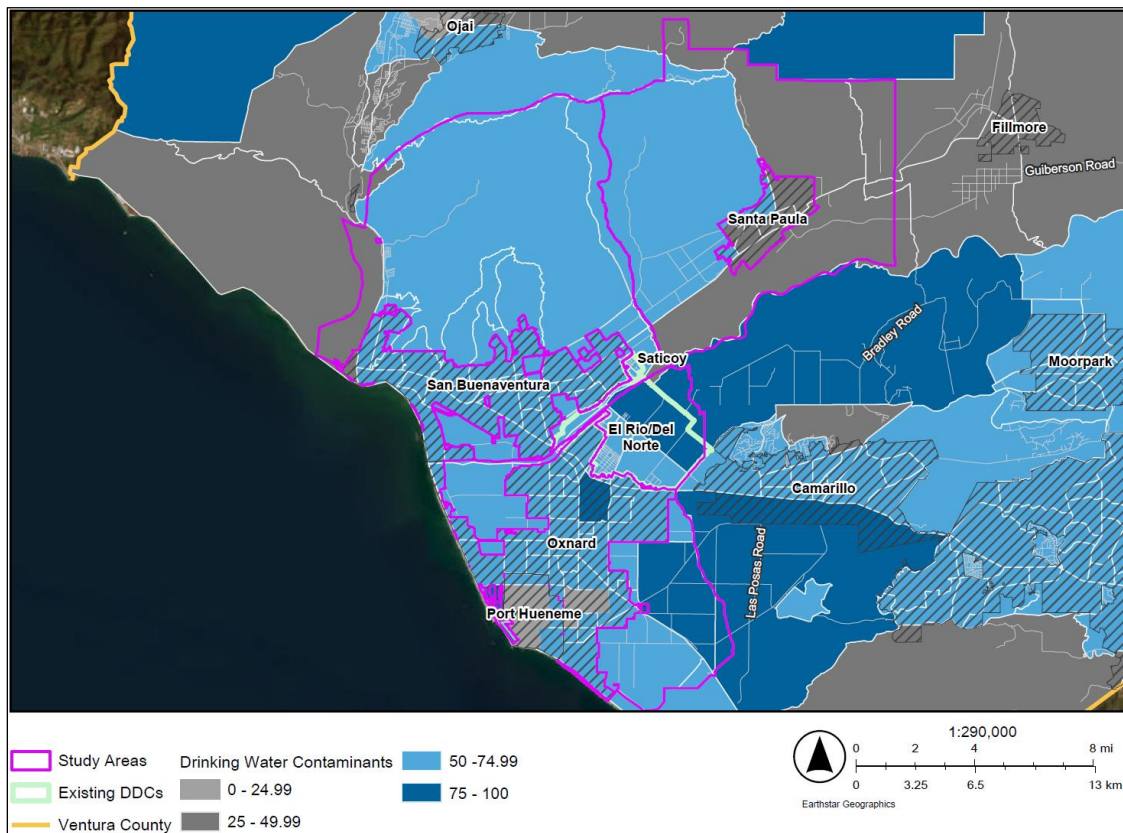 Ojai
Fillmore
Guiberson Road
Santa Paula
Bradley Road
Saticoy
Moorpark
San Buenaventura
El Rio/Del
Norte
Camarillo
Oxnard
Las Posas Road
Port Hueneme
Study Areas
Existing DDCs
Ventura County
Drinking Water Contaminants
0 - 24.99
25 - 49.99
50 -74.99
75 - 100
1:290,000
0 2 4 8 mi
0 3.25 6.5 13 km
Earthstar Geographics